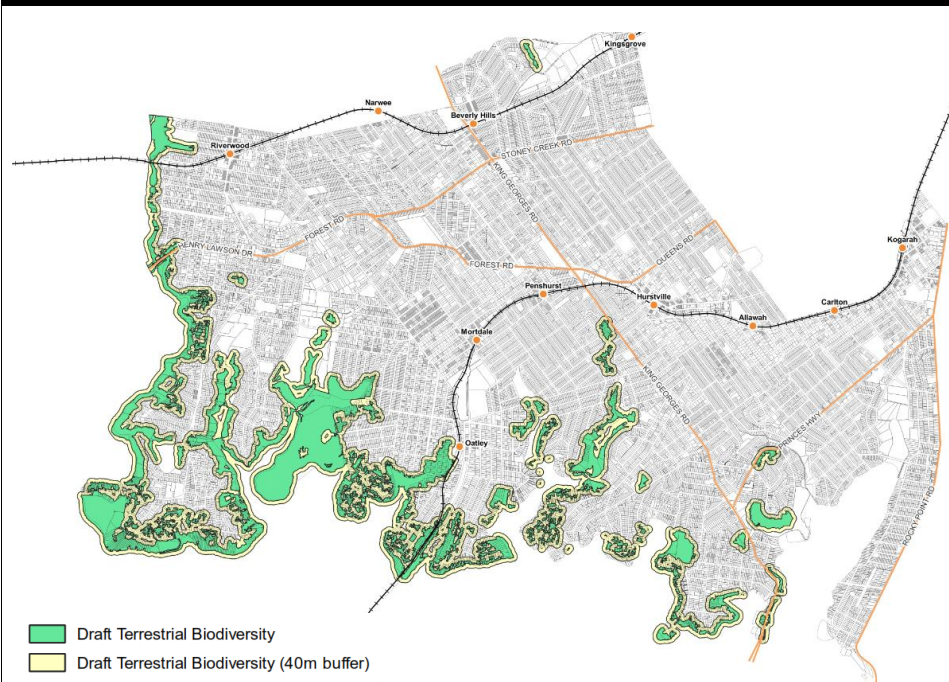 Kingsgrove
Narwee
Beverly Hills
Riverwood
STONEY CREEK RD
KING GEORGES RD
FOREST RD
HENRY LAWSON DR
QUEENS RD
Kogarah
FOREST RD
Penshurst
Hurstville
Carlton
Allawah
Mortdale
KING GEORGES RD
PRINCES HWY
Oatley
ROCKY POINT RD
Draft Terrestrial Biodiversity
Draft Terrestrial Biodiversity (40m buffer)